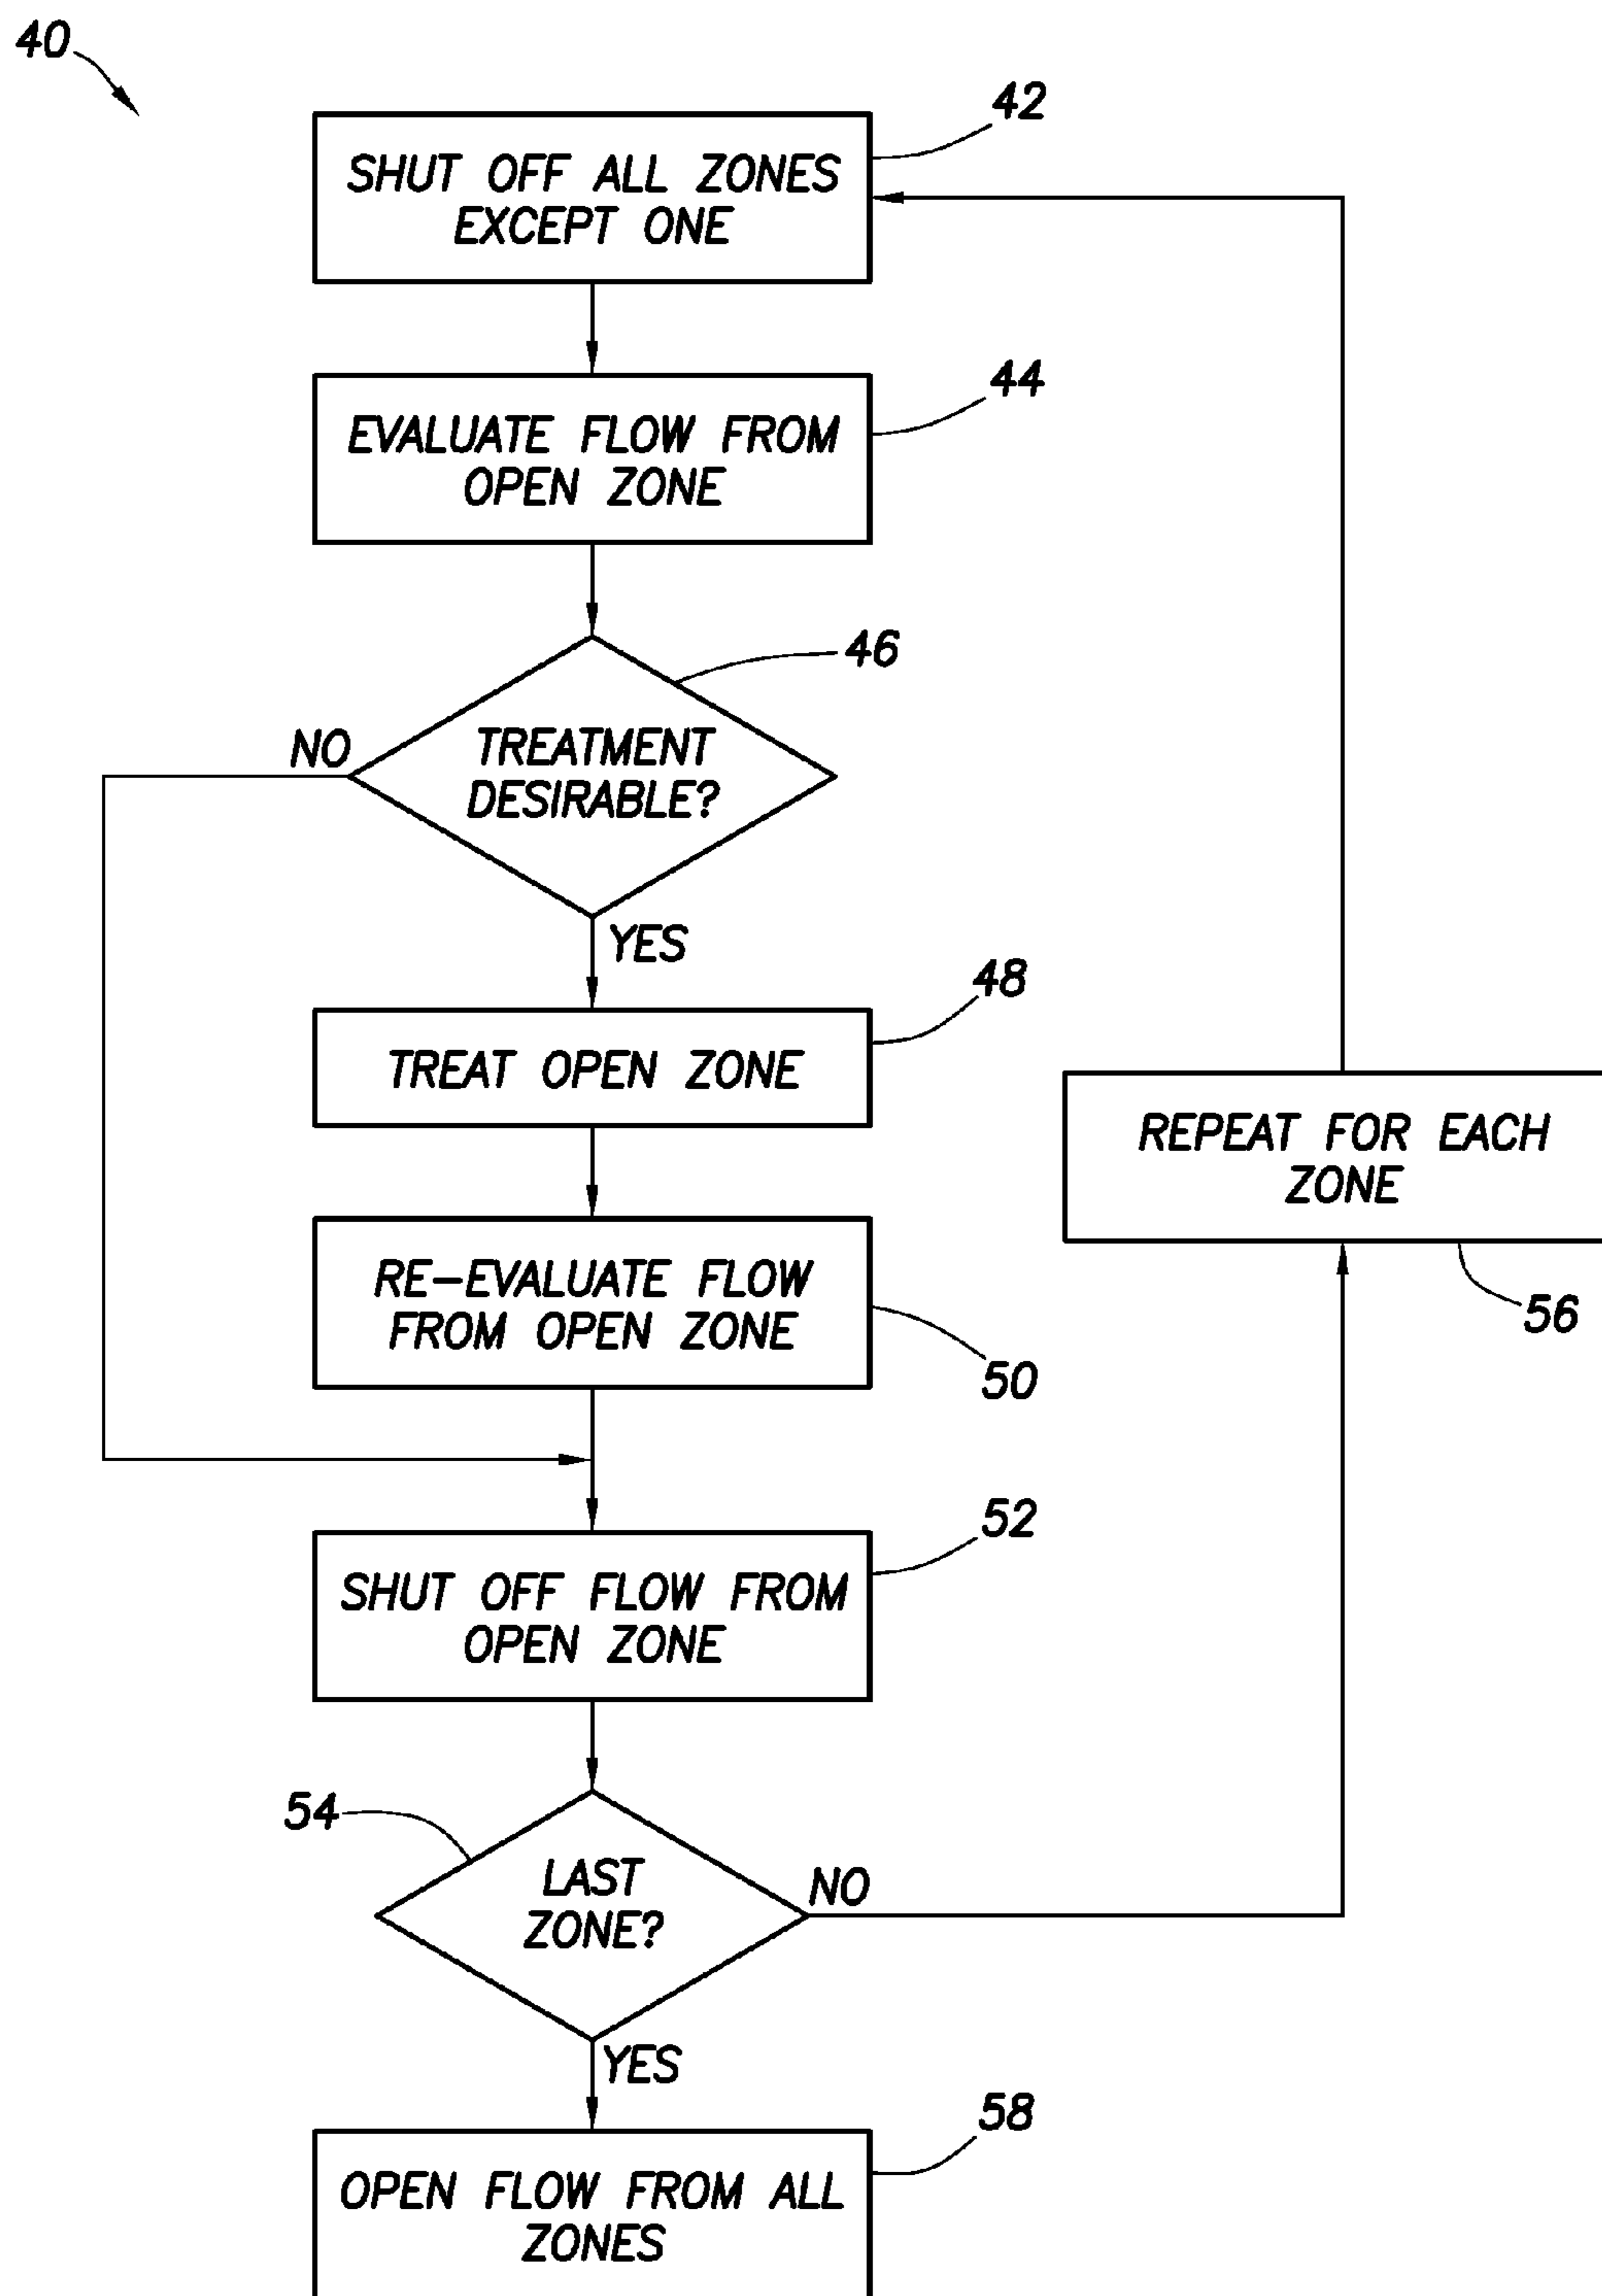 40
42
SHUT OFF ALL ZONES
EXCEPT ONE
44
EVALUATE FLOW FROM
OPEN ZONE
46
NO
TREATMENT
DESIRABLE?
YES
48
TREAT OPEN ZONE
REPEAT FOR EACH
ZONE
56
RE-EVALUATE FLOW
FROM OPEN ZONE
50
52
SHUT OFF FLOW FROM
OPEN ZONE
54
LAST
ZONE?
NO
YES
58
OPEN FLOW FROM ALL
ZONES